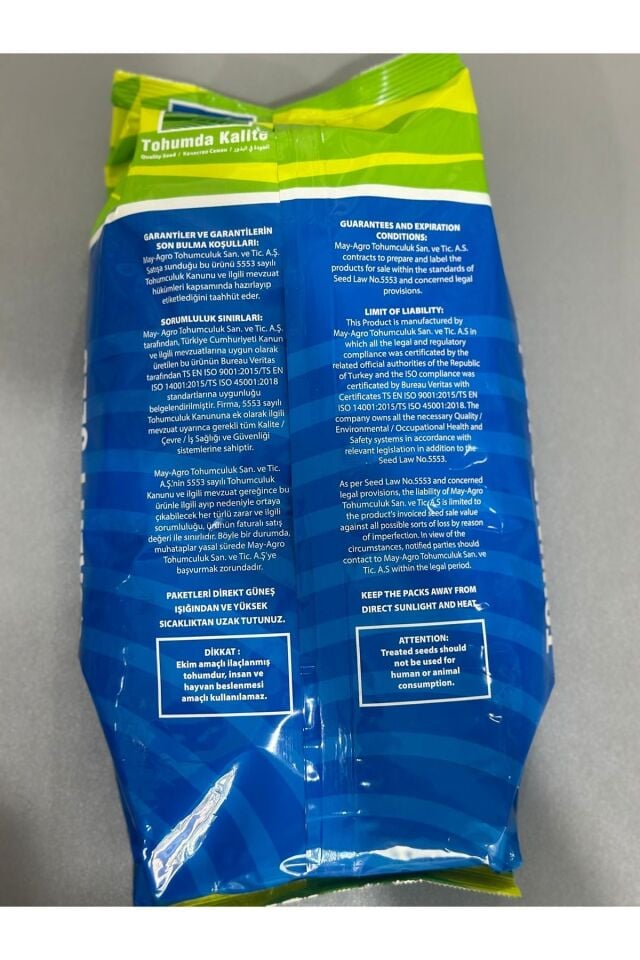 Tohumda Kalite
Quality Seed / Качество Семян / الجودة في البذور
GARANTİLER VE GARANTİLERİN
SON BULMA KOŞULLARI:
May-Agro Tohumculuk San. ve Tic. A.Ş.
Satışa sunduğu bu ürünü 5553 sayılı
Tohumculuk Kanunu ve ilgili mevzuat
hükümleri kapsamında hazırlayıp
etiketlediğini taahhüt eder.
SORUMLULUK SINIRLARI:
May- Agro Tohumculuk San. ve Tic. A.Ş.
tarafından, Türkiye Cumhuriyeti Kanun
ve ilgili mevzuatlarına uygun olarak
üretilen bu ürünün Bureau Veritas
tarafından TS EN ISO 9001:2015/TS EN
ISO 14001:2015/TS ISO 45001:2018
standartlarına uygunluğu
belgelendirilmiştir. Firma, 5553 sayılı
Tohumculuk Kanununa ek olarak ilgili
mevzuat uyarınca gerekli tüm Kalite /
Çevre / İş Sağlığı ve Güvenliği
sistemlerine sahiptir.
May-Agro Tohumculuk San. ve Tic.
A.Ş.'nin 5553 sayılı Tohumculuk
Kanunu ve ilgili mevzuat gereğince bu
ürünle ilgili ayıp nedeniyle ortaya
çıkabilecek her türlü zarar ve ilgili
sorumluluğu, ürünün faturalı satış
değeri ile sınırlıdır. Böyle bir durumda,
muhataplar yasal sürede May-Agro
Tohumculuk San. ve Tic. A.Ş'ye
başvurmak zorundadır.
PAKETLERİ DİREKT GÜNEŞ
IŞIĞINDAN VE YÜKSEK
SICAKLIKTAN UZAK TUTUNUZ.
DİKKAT :
Ekim amaçlı ilaçlanmış
tohumdur, insan ve
hayvan beslenmesi
amaçlı kullanılamaz.
GUARANTEES AND EXPIRATION
CONDITIONS:
May-Agro Tohumculuk San. ve Tic. A.S.
contracts to prepare and label the
products for sale within the standards of
Seed Law No.5553 and concerned legal
provisions.
LIMIT OF LIABILITY:
This Product is manufactured by
May-Agro Tohumculuk San. ve Tic. A.S in
which all the legal and regulatory
compliance was certificated by the
related official authorities of the Republic
of Turkey and the ISO compliance was
certificated by Bureau Veritas with
Certificates TS EN ISO 9001:2015/TS EN
ISO 14001:2015/TS ISO 45001:2018. The
company owns all the necessary Quality /
Environmental / Occupational Health and
Safety systems in accordance with
relevant legislation in addition to the
Seed Law No.5553.
As per Seed Law No.5553 and concerned
legal provisions, the liability of May-Agro
Tohumculuk San. ve Tic. A.S is limited to
the product's invoiced seed sale value
against all possible sorts of loss by reason
of imperfection. In view of the
circumstances, notified parties should
contact to May-Agro Tohumculuk San. ve
Tic. A.S within the legal period.
KEEP THE PACKS AWAY FROM
DIRECT SUNLIGHT AND HEAT.
ATTENTION:
Treated seeds should
not be used for
human or animal
consumption.